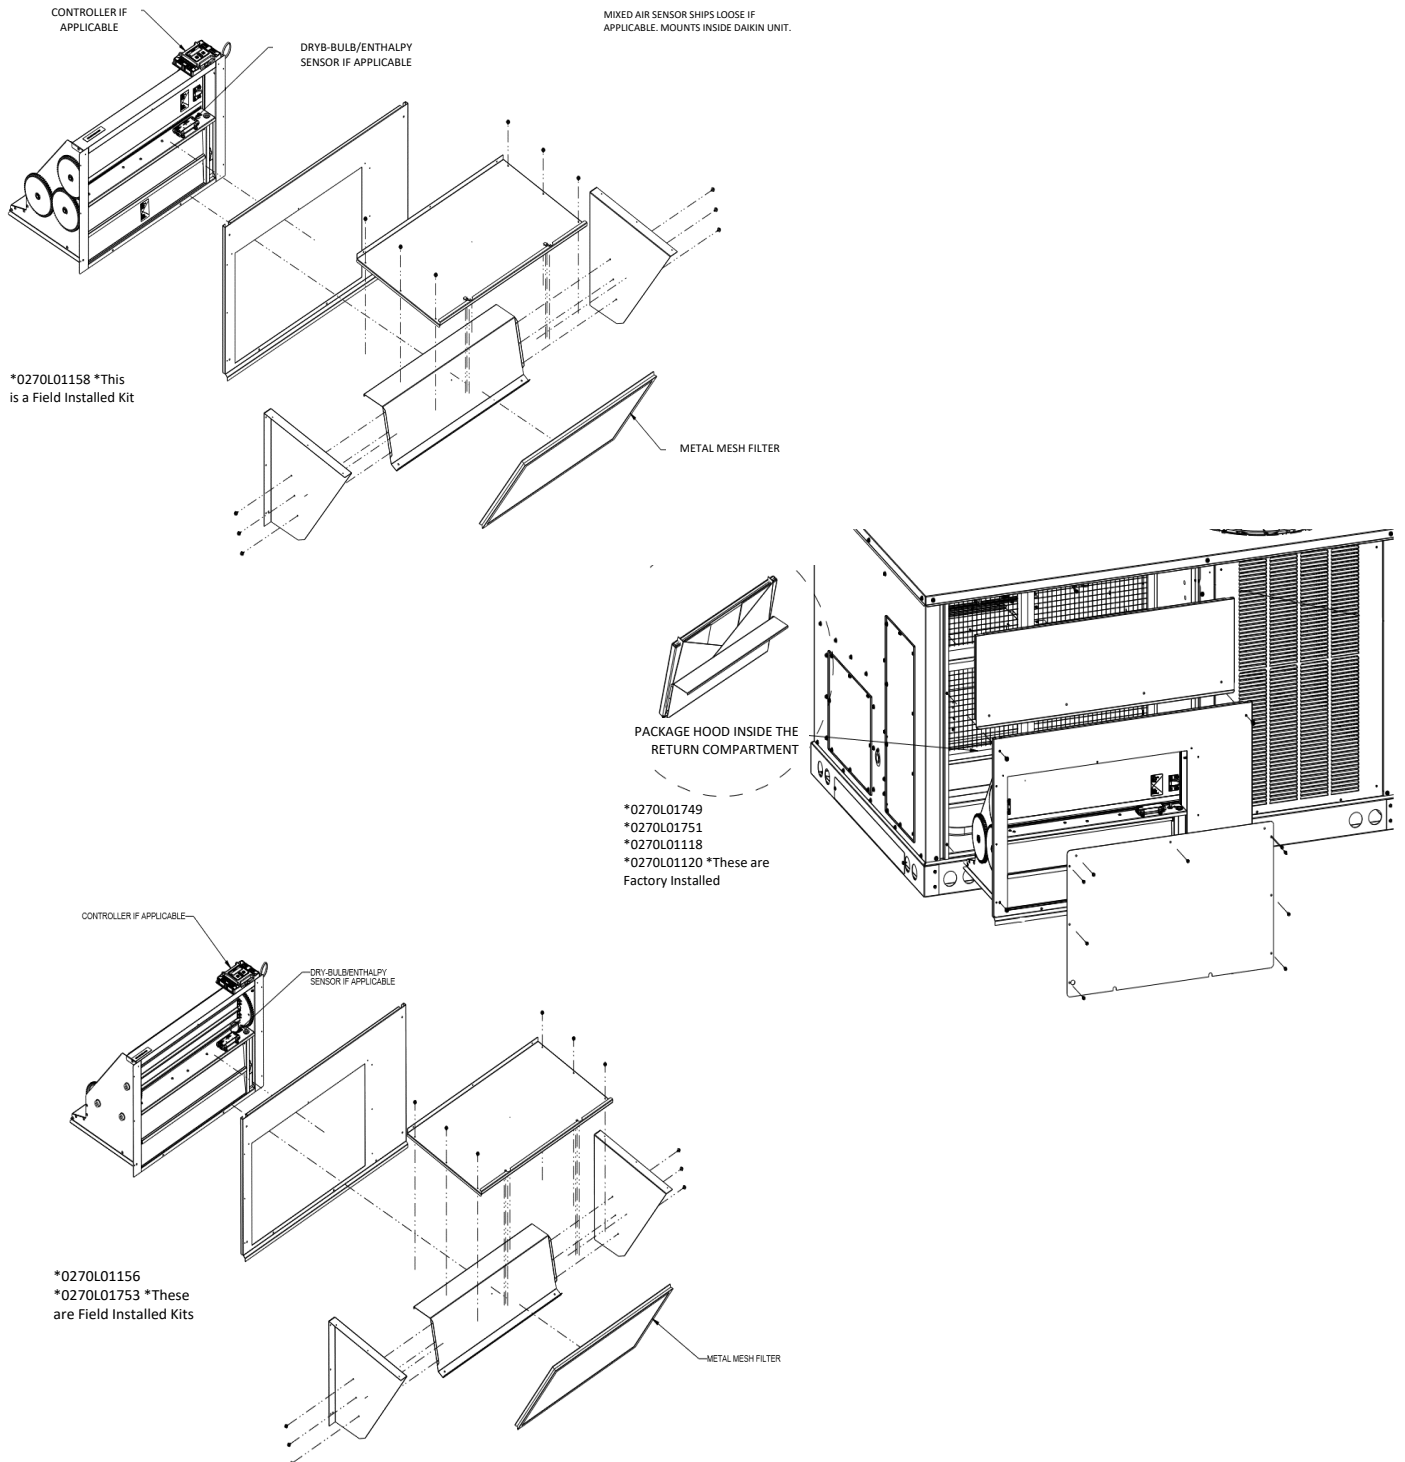 CONTROLLER IF
APPLICABLE
DRYB-BULB/ENTHALPY
SENSOR IF APPLICABLE
MIXED AIR SENSOR SHIPS LOOSE IF
APPLICABLE. MOUNTS INSIDE DAIKIN UNIT.
*0270L01158 *This
is a Field Installed Kit
METAL MESH FILTER
PACKAGE HOOD INSIDE THE
RETURN COMPARTMENT
*0270L01749
*0270L01751
*0270L01118
*0270L01120 *These are
Factory Installed
CONTROLLER IF APPLICABLE
DRY-BULB/ENTHALPY
SENSOR IF APPLICABLE
*0270L01156
*0270L01753 *These
are Field Installed Kits
METAL MESH FILTER